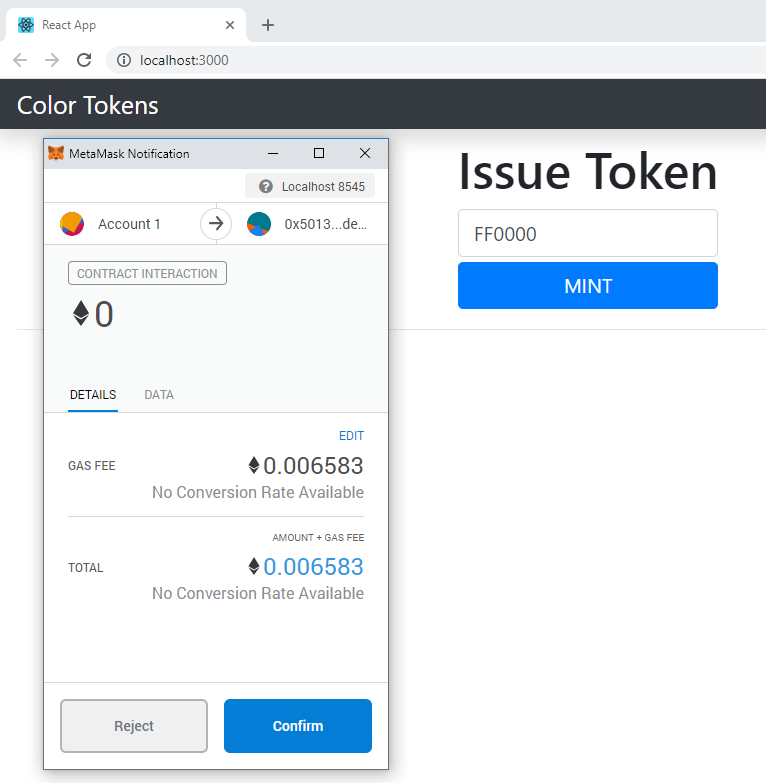 React App
localhost:3000
Color Tokens
MetaMask Notification
Localhost 8545
Account 1
0x5013...de...
CONTRACT INTERACTION
0
DETAILS DATA
EDIT
GAS FEE 0.006583
No Conversion Rate Available
AMOUNT + GAS FEE
TOTAL 0.006583
No Conversion Rate Available
Reject Confirm
Issue Token
FF0000
MINT